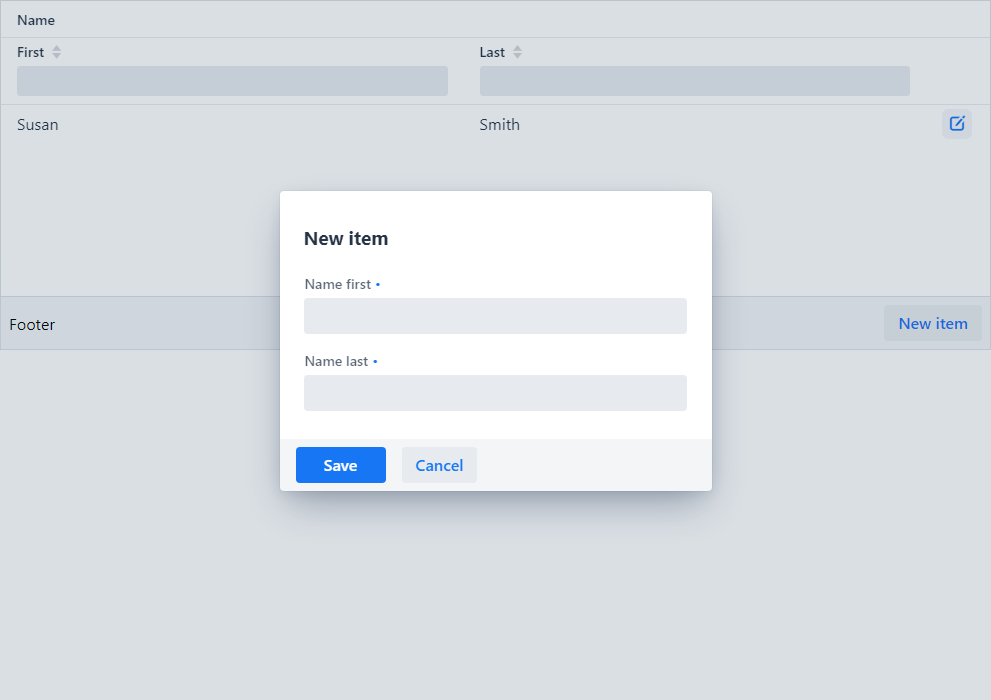 Name
First Last
Susan Smith
New item
Name first •
Name last •
Footer New item
Save Cancel